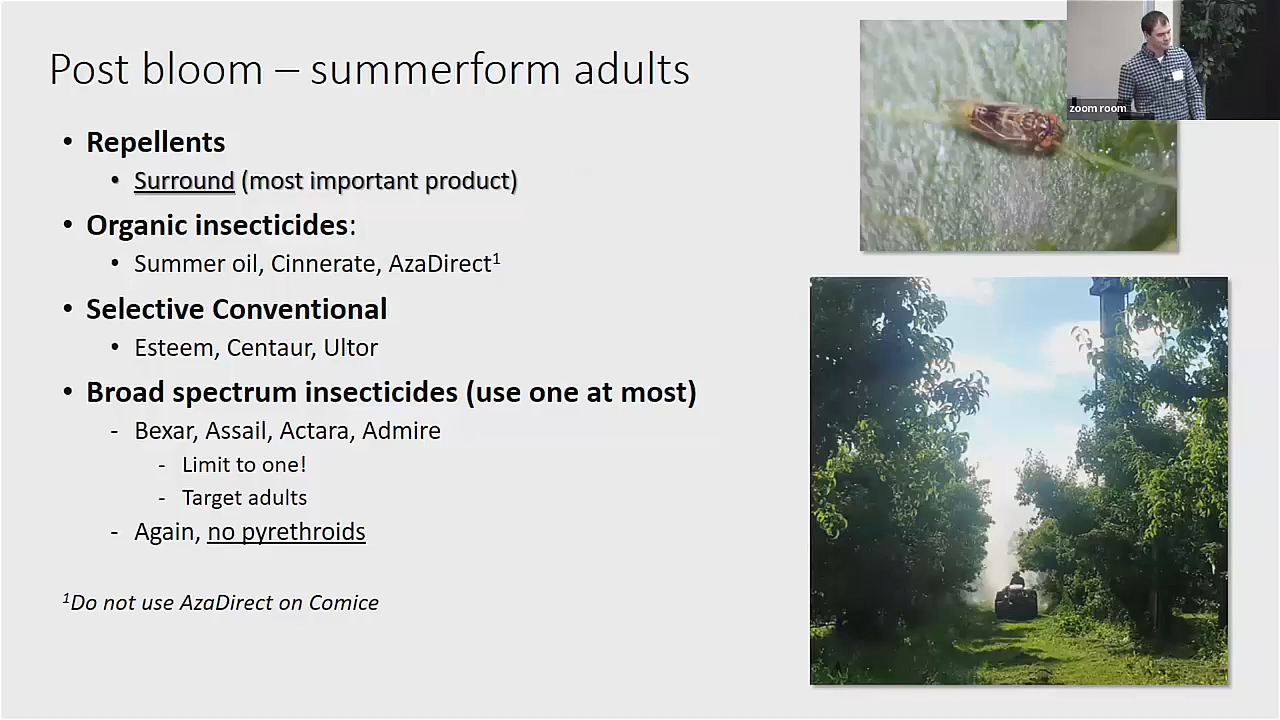 Post bloom – summerform adults
• Repellents
• Surround (most important product)
• Organic insecticides:
• Summer oil, Cinnerate, AzaDirect¹
• Selective Conventional
• Esteem, Centaur, Ultor
• Broad spectrum insecticides (use one at most)
- Bexar, Assail, Actara, Admire
- Limit to one!
- Target adults
- Again, no pyrethroids
¹Do not use AzaDirect on Comice
zoom room